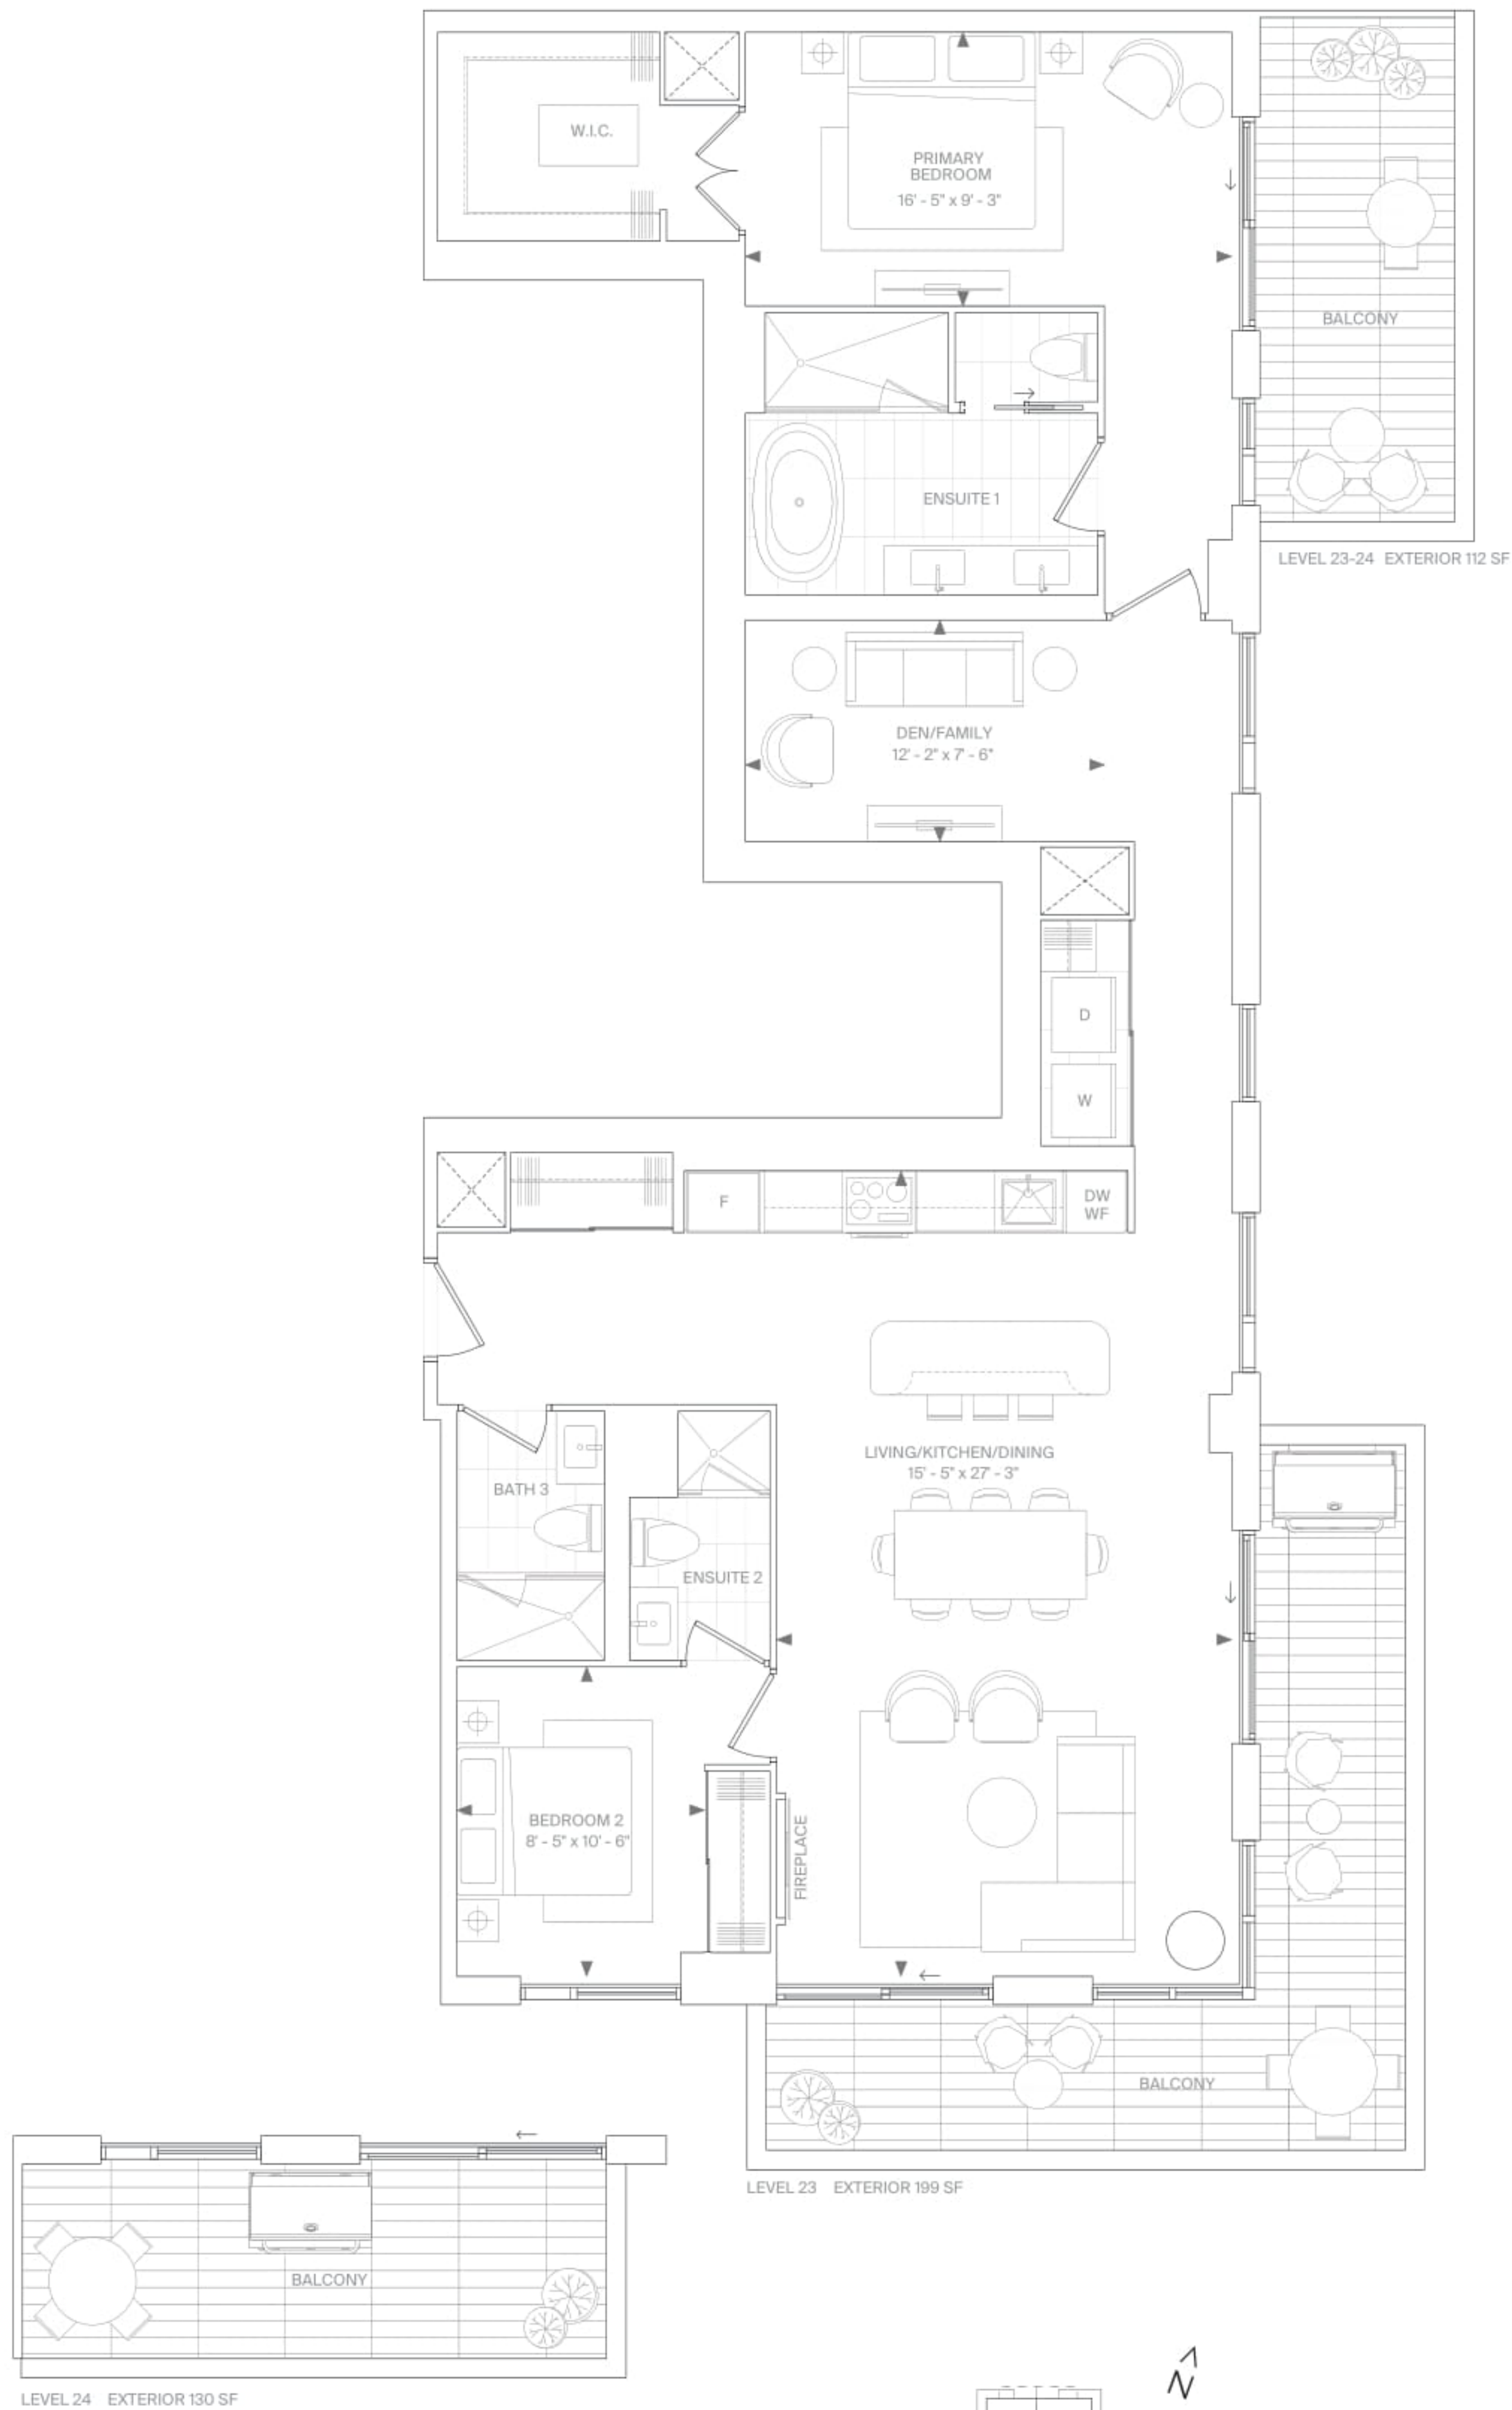 W.I.C.
PRIMARY
BEDROOM
16' - 5" x 9' - 3"
BALCONY
ENSUITE 1
LEVEL 23-24 EXTERIOR 112 SF
DEN/FAMILY
12' - 2" x 7' - 6"
D
W
F
DW
WF
LIVING/KITCHEN/DINING
15' - 5" x 27' - 3"
BATH 3
ENSUITE 2
BEDROOM 2
8' - 5" x 10' - 6"
FIREPLACE
BALCONY
LEVEL 23 EXTERIOR 199 SF
BALCONY
LEVEL 24 EXTERIOR 130 SF
N